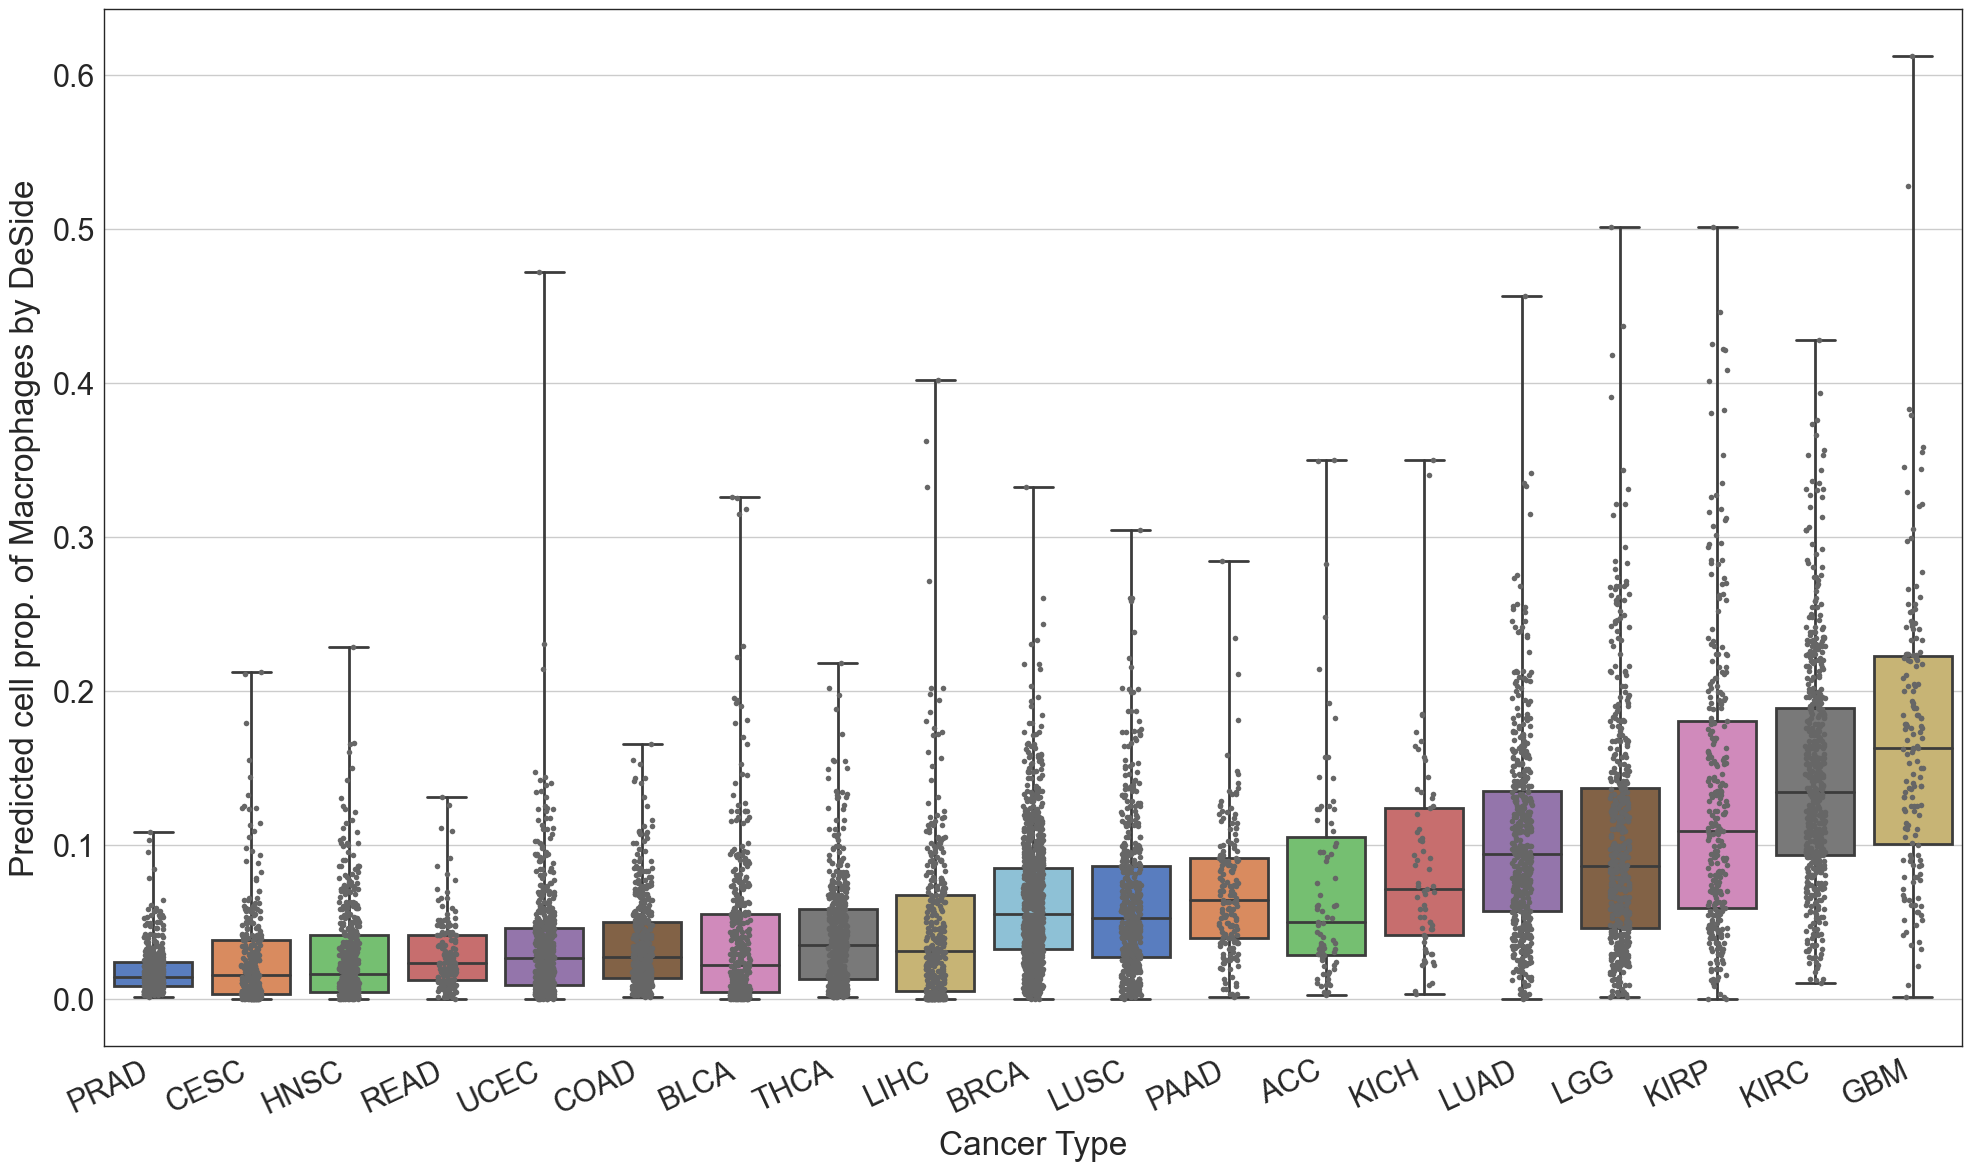 Predicted cell prop. of Macrophages by DeSide
0.6
0.5
0.4
0.3
0.2
0.1
0.0
PRAD
CESC
HNSC
READ
UCEC
COAD
BLCA
THCA
LIHC
BRCA
LUSC
PAAD
ACC
KICH
LUAD
LGG
KIRP
KIRC
GBM
Cancer Type